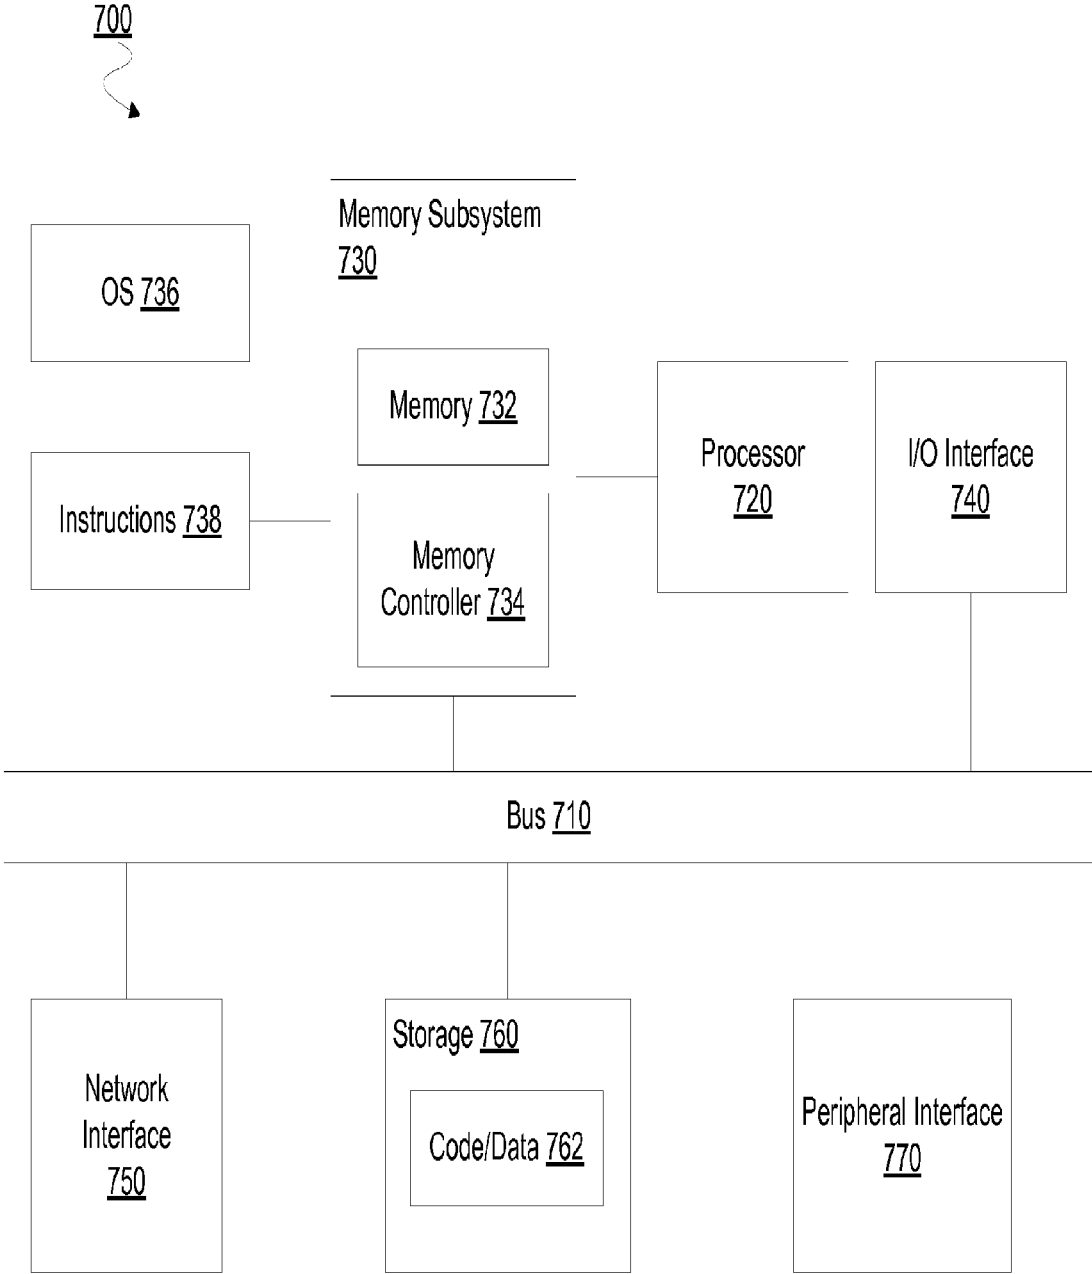 700
Memory Subsystem
730
OS 736
Memory 732
Processor
720
I/O Interface
740
Instructions 738
Memory
Controller 734
Bus 710
Network
Interface
750
Storage 760
Code/Data 762
Peripheral Interface
770